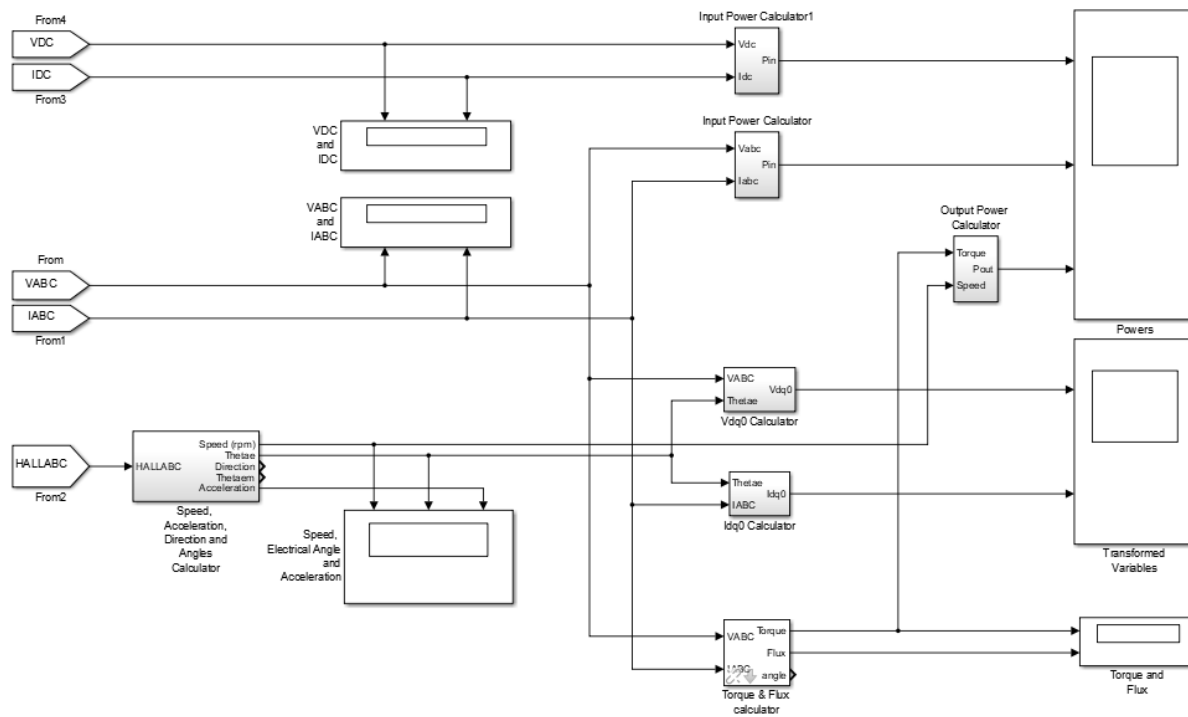 From4
VDC
IDC
From3
VDC
and
IDC
VABC
and
IABC
From
VABC
IABC
From1
HALLABC
From2
HALLABC
Speed (rpm)
Thetae
Direction
Thetaem
Acceleration
Speed,
Acceleration,
Direction and
Angles
Calculator
Speed,
Electrical Angle
and
Acceleration
Input Power Calculator1
Vdc
Pin
Idc
Input Power Calculator
Vabc
Pin
Iabc
Output Power
Calculator
Torque
Pout
Speed
Powers
VABC
Vdq0
Thetae
Vdq0 Calculator
Thetae
Idq0
IABC
Idq0 Calculator
Transformed
Variables
VABC
Torque
Flux
IABC
angle
Torque & Flux
calculator
Torque and
Flux